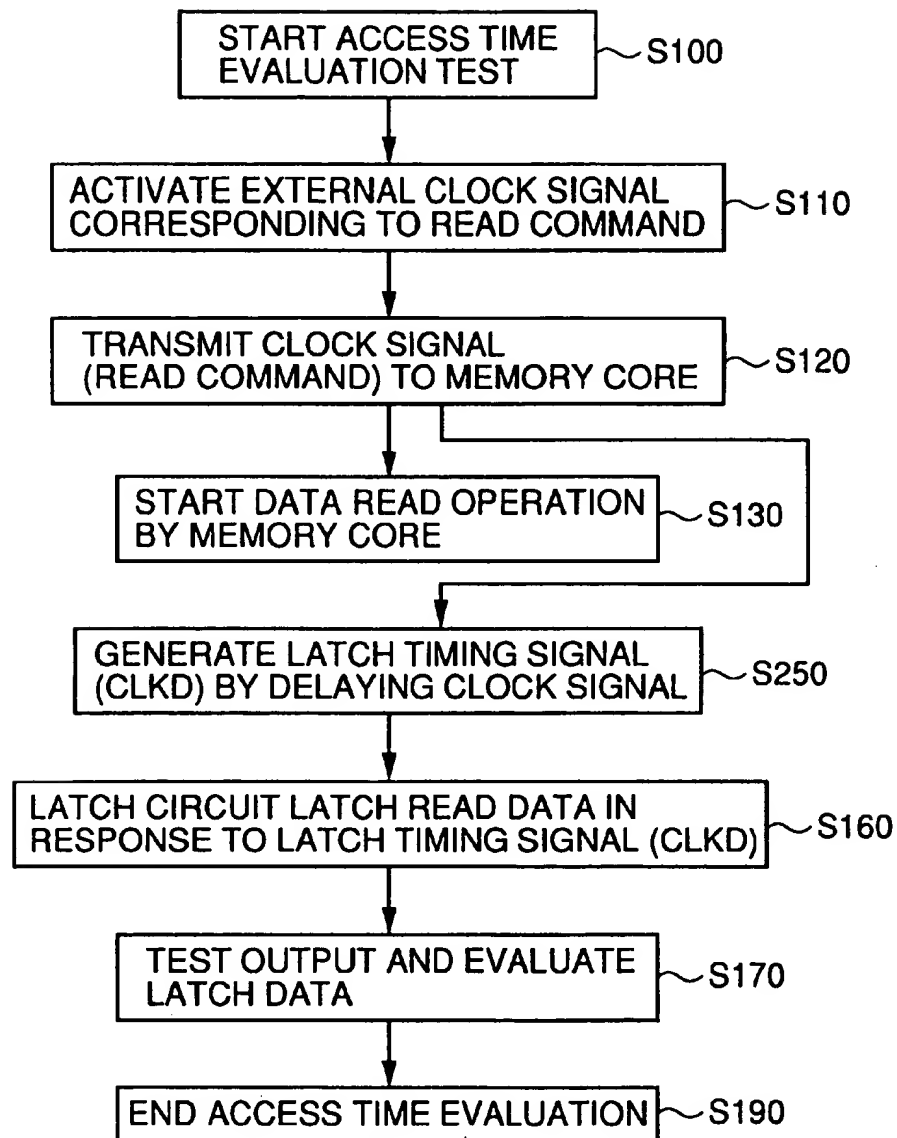 START ACCESS TIME
EVALUATION TEST
S100
ACTIVATE EXTERNAL CLOCK SIGNAL
CORRESPONDING TO READ COMMAND
S110
TRANSMIT CLOCK SIGNAL
(READ COMMAND) TO MEMORY CORE
S120
START DATA READ OPERATION
BY MEMORY CORE
S130
GENERATE LATCH TIMING SIGNAL
(CLKD) BY DELAYING CLOCK SIGNAL
S250
LATCH CIRCUIT LATCH READ DATA IN
RESPONSE TO LATCH TIMING SIGNAL (CLKD)
S160
TEST OUTPUT AND EVALUATE
LATCH DATA
S170
END ACCESS TIME EVALUATION
S190